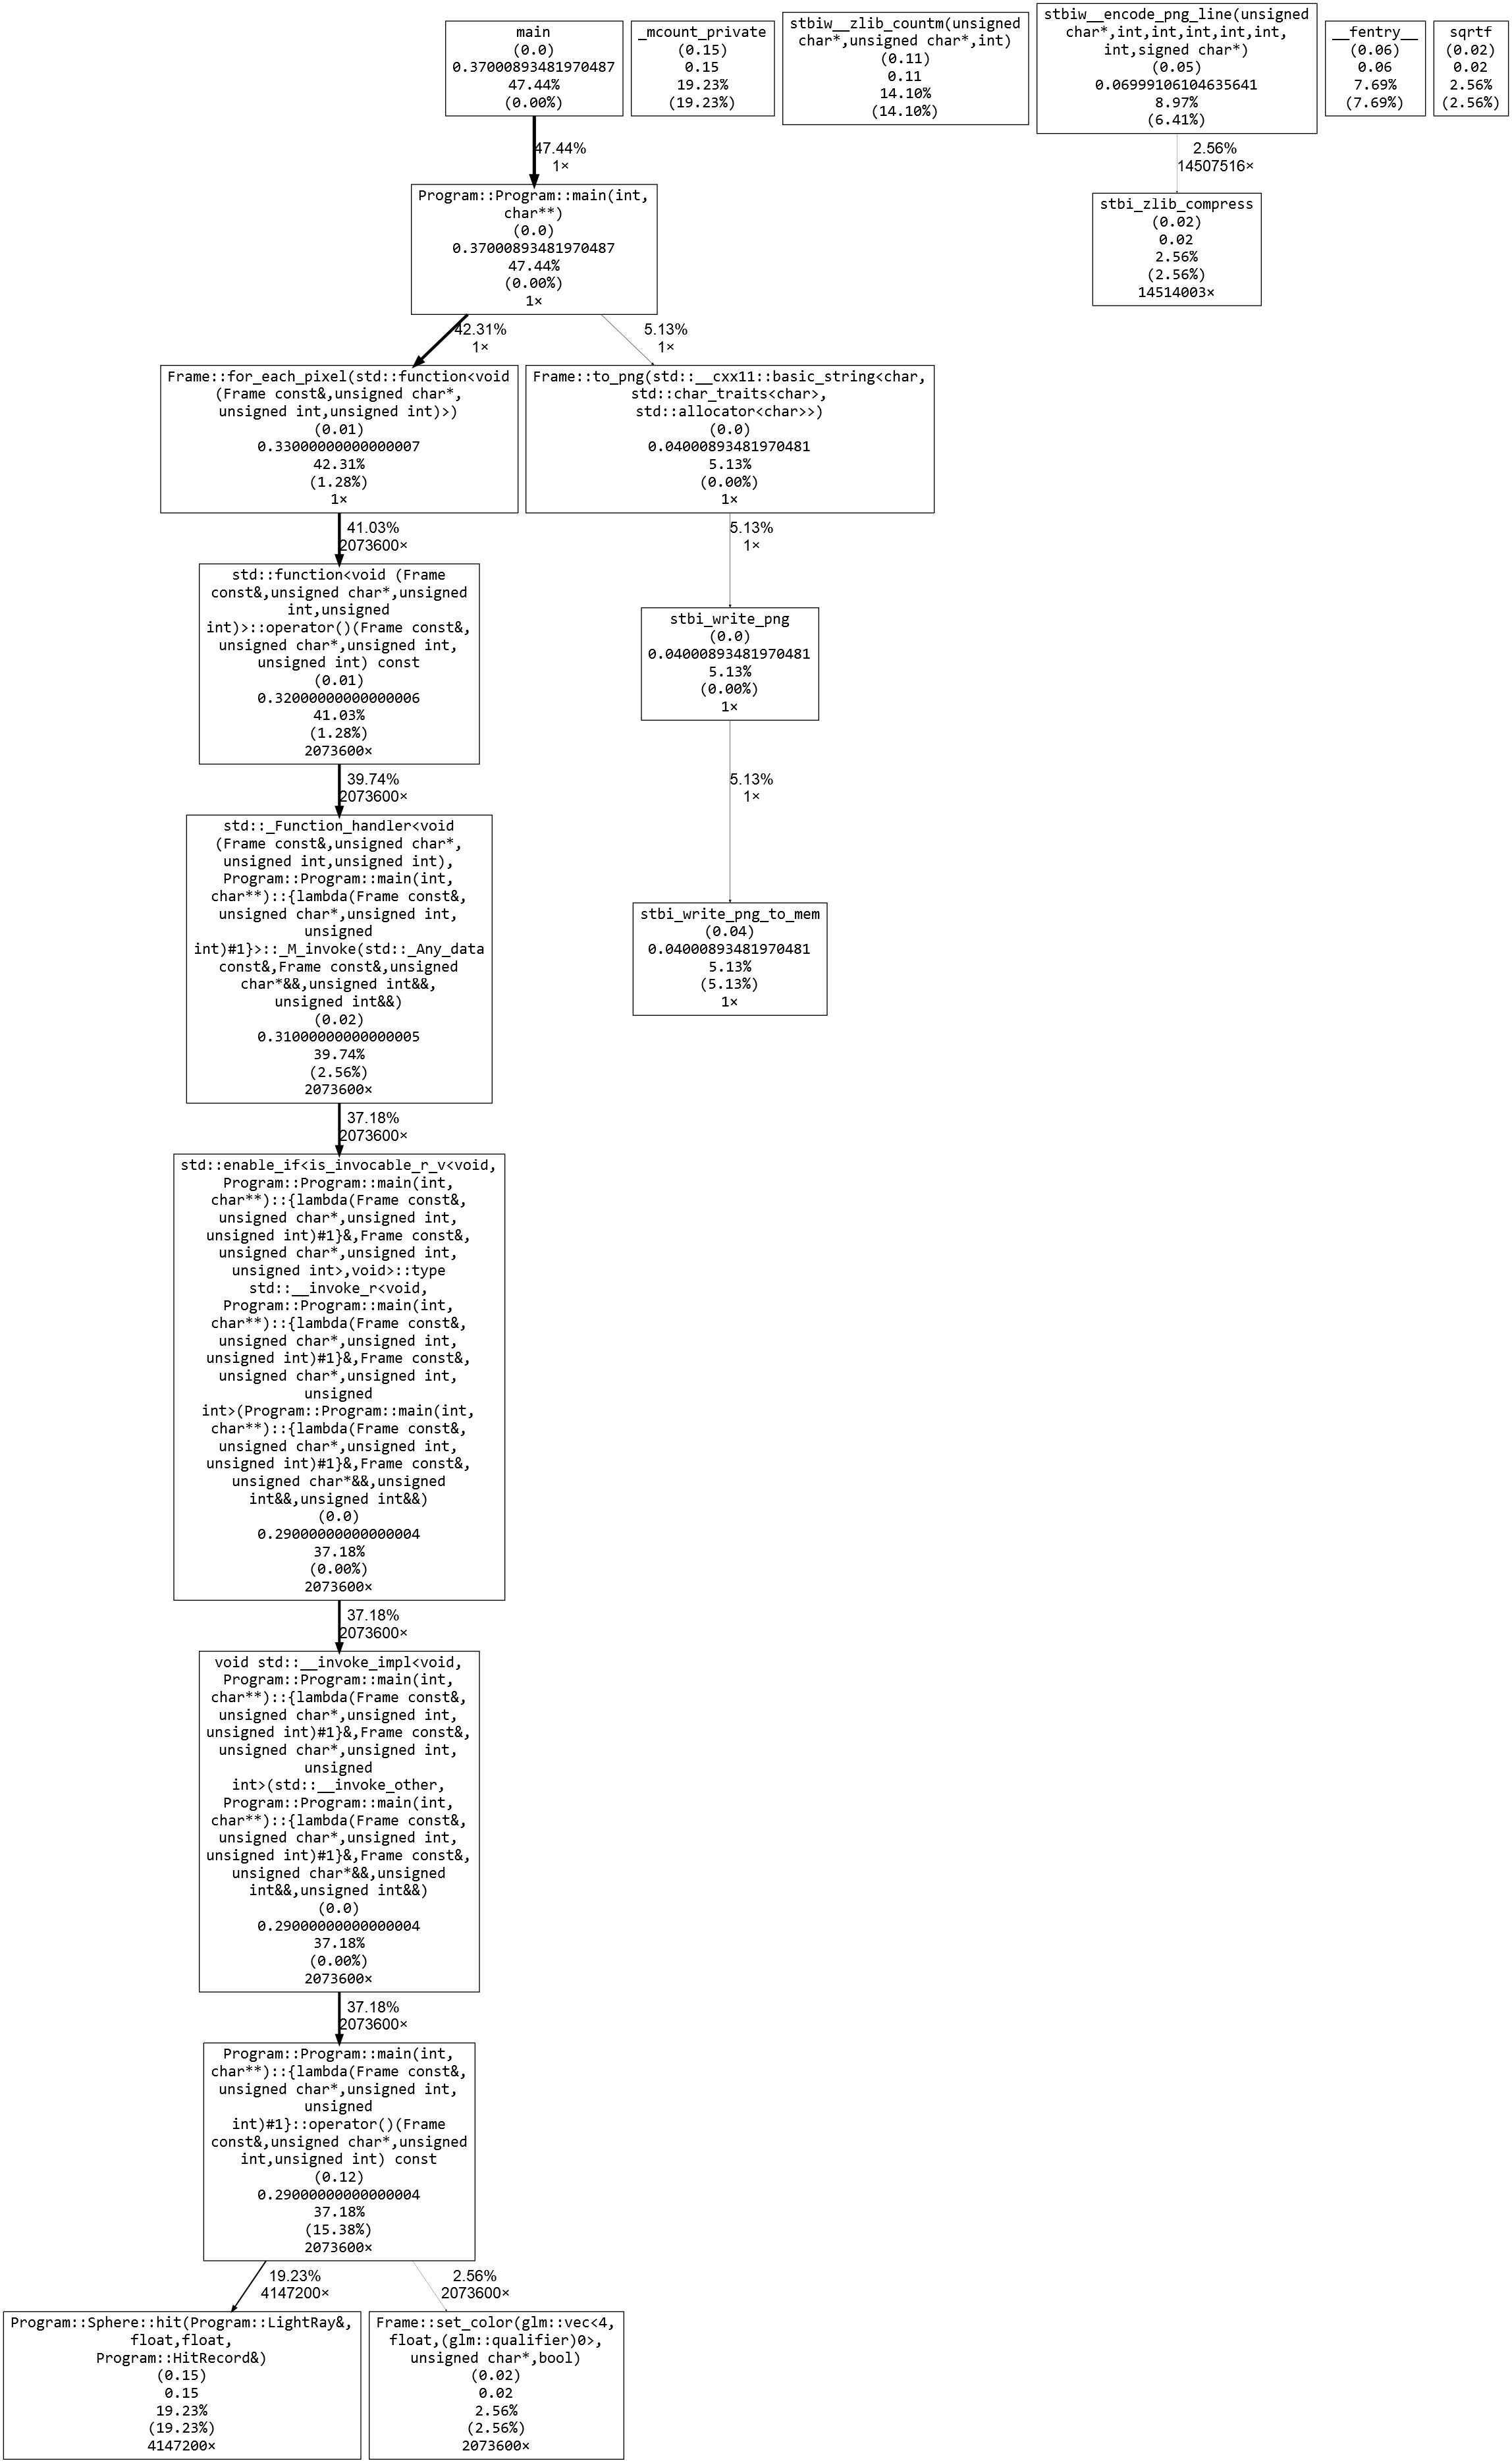 main
(0.0)
0.37000893481970487
47.44%
(0.00%)
_mcount_private
(0.15)
0.15
19.23%
(19.23%)
stbiw__zlib_countm(unsigned
char*,unsigned char*,int)
(0.11)
0.11
14.10%
(14.10%)
stbiw__encode_png_line(unsigned
char*,int,int,int,int,int,
int,signed char*)
(0.05)
0.06999106104635641
8.97%
(6.41%)
__fentry__
(0.06)
0.06
7.69%
(7.69%)
sqrtf
(0.02)
0.02
2.56%
(2.56%)
47.44%
1×
2.56%
14507516×
Program::Program::main(int,
char**)
(0.0)
0.37000893481970487
47.44%
(0.00%)
1×
stbi_zlib_compress
(0.02)
0.02
2.56%
(2.56%)
14514003×
42.31%
1×
5.13%
1×
Frame::for_each_pixel(std::function<void
(Frame const&,unsigned char*,
unsigned int,unsigned int)>)
(0.01)
0.33000000000000007
42.31%
(1.28%)
1×
Frame::to_png(std::__cxx11::basic_string<char,
std::char_traits<char>,
std::allocator<char>>)
(0.0)
0.04000893481970481
5.13%
(0.00%)
1×
41.03%
2073600×
5.13%
1×
std::function<void (Frame
const&,unsigned char*,unsigned
int,unsigned
int)>::operator()(Frame const&,
unsigned char*,unsigned int,
unsigned int) const
(0.01)
0.32000000000000006
41.03%
(1.28%)
2073600×
stbi_write_png
(0.0)
0.04000893481970481
5.13%
(0.00%)
1×
39.74%
2073600×
5.13%
1×
std::_Function_handler<void
(Frame const&,unsigned char*,
unsigned int,unsigned int),
Program::Program::main(int,
char**)::{lambda(Frame const&,
unsigned char*,unsigned int,
unsigned
int)#1}>::_M_invoke(std::_Any_data
const&,Frame const&,unsigned
char*&&,unsigned int&&,
unsigned int&&)
(0.02)
0.31000000000000005
39.74%
(2.56%)
2073600×
stbi_write_png_to_mem
(0.04)
0.04000893481970481
5.13%
(5.13%)
1×
37.18%
2073600×
std::enable_if<is_invocable_r_v<void,
Program::Program::main(int,
char**)::{lambda(Frame const&,
unsigned char*,unsigned int,
unsigned int)#1}&,Frame const&,
unsigned char*,unsigned int,
unsigned int>,void>::type
std::__invoke_r<void,
Program::Program::main(int,
char**)::{lambda(Frame const&,
unsigned char*,unsigned int,
unsigned int)#1}&,Frame const&,
unsigned char*,unsigned int,
unsigned
int>(Program::Program::main(int,
char**)::{lambda(Frame const&,
unsigned char*,unsigned int,
unsigned int)#1}&,Frame const&,
unsigned char*&&,unsigned
int&&,unsigned int&&)
(0.0)
0.29000000000000004
37.18%
(0.00%)
2073600×
37.18%
2073600×
void std::__invoke_impl<void,
Program::Program::main(int,
char**)::{lambda(Frame const&,
unsigned char*,unsigned int,
unsigned int)#1}&,Frame const&,
unsigned char*,unsigned int,
unsigned
int>(std::__invoke_other,
Program::Program::main(int,
char**)::{lambda(Frame const&,
unsigned char*,unsigned int,
unsigned int)#1}&,Frame const&,
unsigned char*&&,unsigned
int&&,unsigned int&&)
(0.0)
0.29000000000000004
37.18%
(0.00%)
2073600×
37.18%
2073600×
Program::Program::main(int,
char**)::{lambda(Frame const&,
unsigned char*,unsigned int,
unsigned
int)#1}::operator()(Frame
const&,unsigned char*,unsigned
int,unsigned int) const
(0.12)
0.29000000000000004
37.18%
(15.38%)
2073600×
19.23%
4147200×
2.56%
2073600×
Program::Sphere::hit(Program::LightRay&,
float,float,
Program::HitRecord&)
(0.15)
0.15
19.23%
(19.23%)
4147200×
Frame::set_color(glm::vec<4,
float,(glm::qualifier)0>,
unsigned char*,bool)
(0.02)
0.02
2.56%
(2.56%)
2073600×